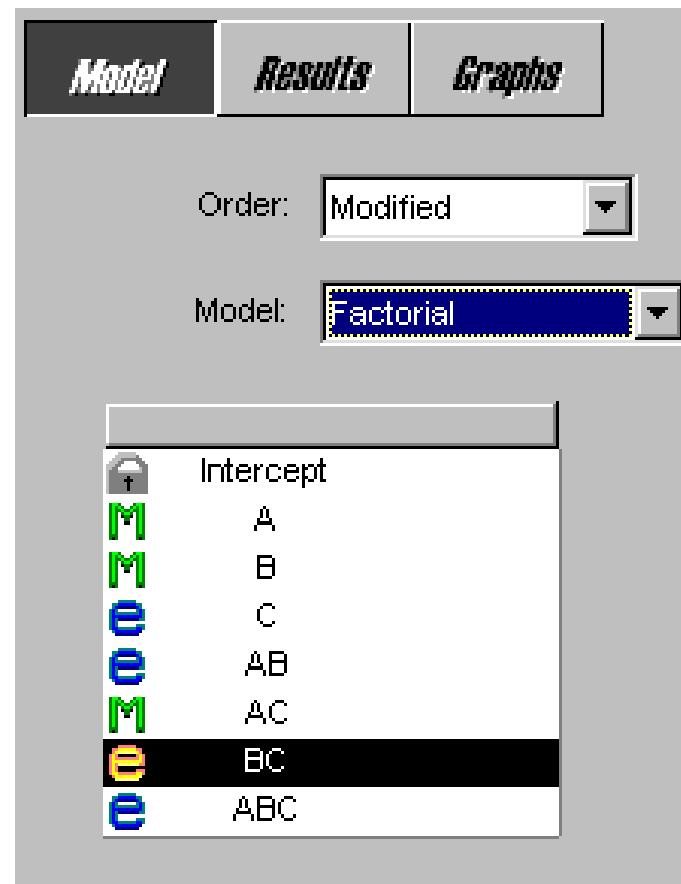 Model Results Graphs
Order: Modified
Model: Factorial
Intercept
M A
M B
e C
e AB
M AC
e BC
e ABC